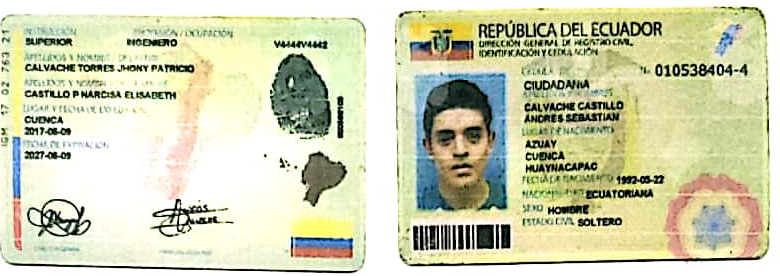 INSTRUCCIÓN
PROFESIÓN / OCUPACIÓN
SUPERIOR
INGENIERO
V4444V4442
APELLIDOS Y NOMBRES DEL PADRE
CALVACHE TORRES JHONY PATRICIO
APELLIDOS Y NOMBRES DE LA MADRE
CASTILLO P NARCISA ELISABETH
LUGAR Y FECHA DE EXPEDICIÓN
CUENCA
2017-06-09
FECHA DE EXPIRACIÓN
2027-06-09
IGM 17 02 763 21
REPÚBLICA DEL ECUADOR
DIRECCIÓN GENERAL DE REGISTRO CIVIL,
IDENTIFICACIÓN Y CEDULACIÓN
CÉDULA DE
No 010538404-4
CIUDADANIA
APELLIDOS Y NOMBRES
CALVACHE CASTILLO
ANDRES SEBASTIAN
LUGAR DE NACIMIENTO
AZUAY
CUENCA
HUAYNACAPAC
FECHA DE NACIMIENTO 1992-05-22
NACIONALIDAD ECUATORIANA
SEXO HOMBRE
ESTADO CIVIL SOLTERO